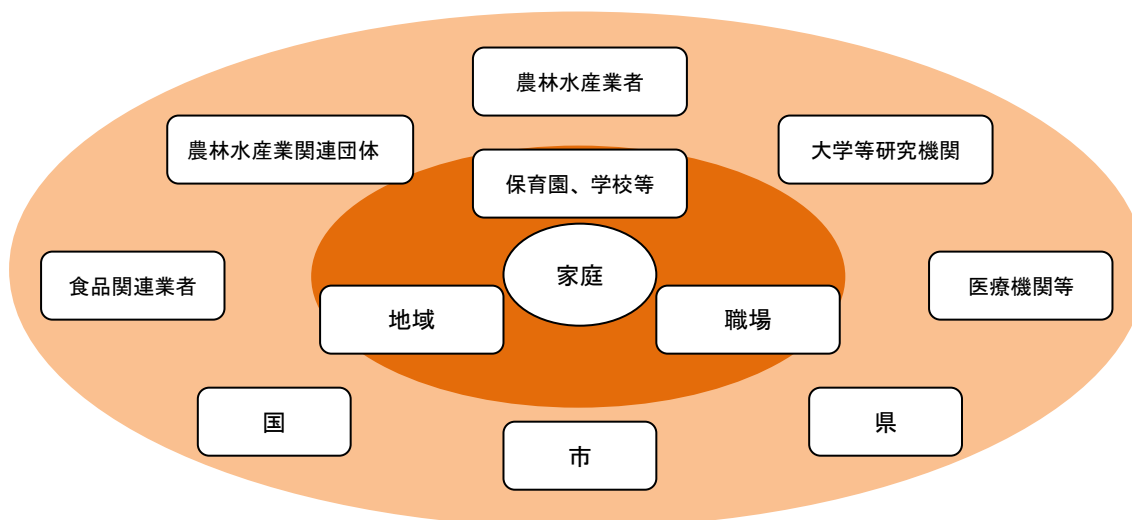 農林水産業者
農林水産業関連団体
大学等研究機関
保育園、学校等
家庭
食品関連業者
医療機関等
地域
職場
国
県
市